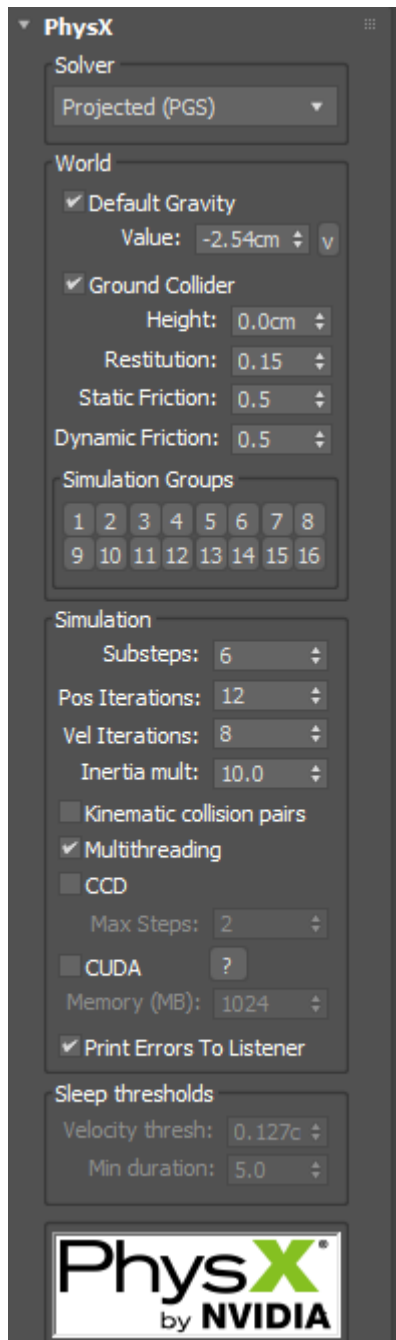 PhysX
Solver
Projected (PGS)
World
Default Gravity
Value: -2.54cm v
Ground Collider
Height: 0.0cm
Restitution: 0.15
Static Friction: 0.5
Dynamic Friction: 0.5
Simulation Groups
1 2 3 4 5 6 7 8
9 10 11 12 13 14 15 16
Simulation
Substeps: 6
Pos Iterations: 12
Vel Iterations: 8
Inertia mult: 10.0
Kinematic collision pairs
Multithreading
CCD
Max Steps: 2
CUDA ?
Memory (MB): 1024
Print Errors To Listener
Sleep thresholds
Velocity thresh: 0.127c
Min duration: 5.0
PhysX®
by NVIDIA